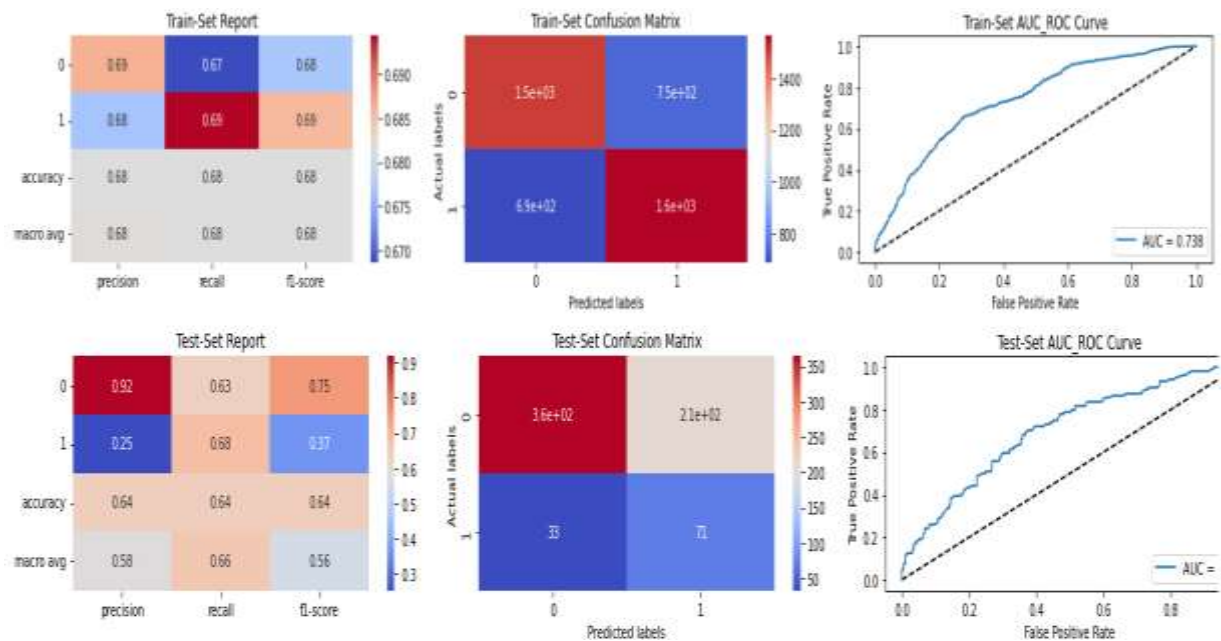 Train-Set Report
0 0.69 0.67 0.68
1 0.68 0.69 0.69
accuracy 0.68 0.68 0.68
macro avg 0.68 0.68 0.68
precision recall f1-score
0.690
0.685
0.680
0.675
0.670
Train-Set Confusion Matrix
Actual labels
0 1.5e+03 7.5e+02
1 6.9e+02 1.6e+03
0 1
Predicted labels
1400
1200
1000
800
Train-Set AUC_ROC Curve
True Positive Rate
1.0
0.8
0.6
0.4
0.2
0.0
AUC = 0.738
0.0 0.2 0.4 0.6 0.8 1.0
False Positive Rate
Test-Set Report
0 0.92 0.63 0.75
1 0.25 0.68 0.37
accuracy 0.64 0.64 0.64
macro avg 0.58 0.66 0.56
precision recall f1-score
0.9
0.8
0.7
0.6
0.5
0.4
0.3
Test-Set Confusion Matrix
Actual labels
0 3.6e+02 2.1e+02
1 33 71
0 1
Predicted labels
350
300
250
200
150
100
50
Test-Set AUC_ROC Curve
True Positive Rate
1.0
0.8
0.6
0.4
0.2
0.0
AUC =
0.0 0.2 0.4 0.6 0.8
False Positive Rate